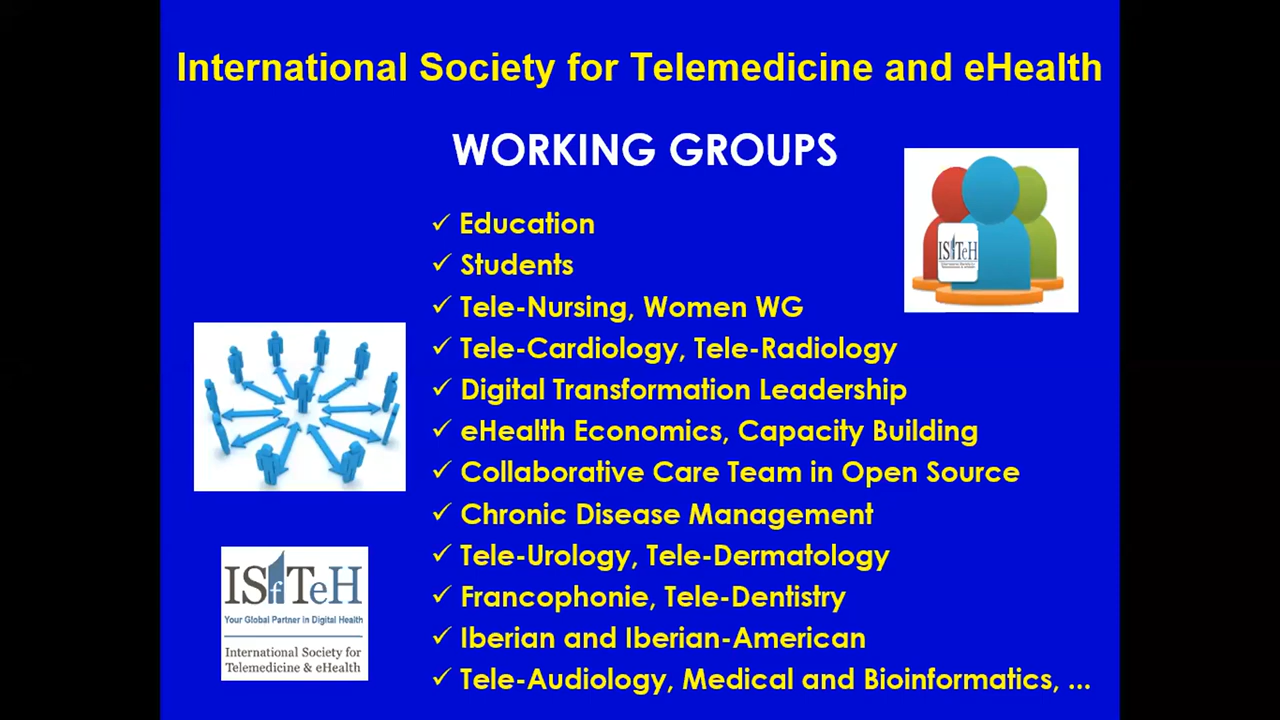 International Society for Telemedicine and eHealth
WORKING GROUPS
✓ Education
✓ Students
✓ Tele-Nursing, Women WG
✓ Tele-Cardiology, Tele-Radiology
✓ Digital Transformation Leadership
✓ eHealth Economics, Capacity Building
✓ Collaborative Care Team in Open Source
✓ Chronic Disease Management
✓ Tele-Urology, Tele-Dermatology
✓ Francophonie, Tele-Dentistry
✓ Iberian and Iberian-American
✓ Tele-Audiology, Medical and Bioinformatics, ...
ISfTeH
ISfTeH
Your Global Partner in Digital Health
International Society for
Telemedicine & eHealth